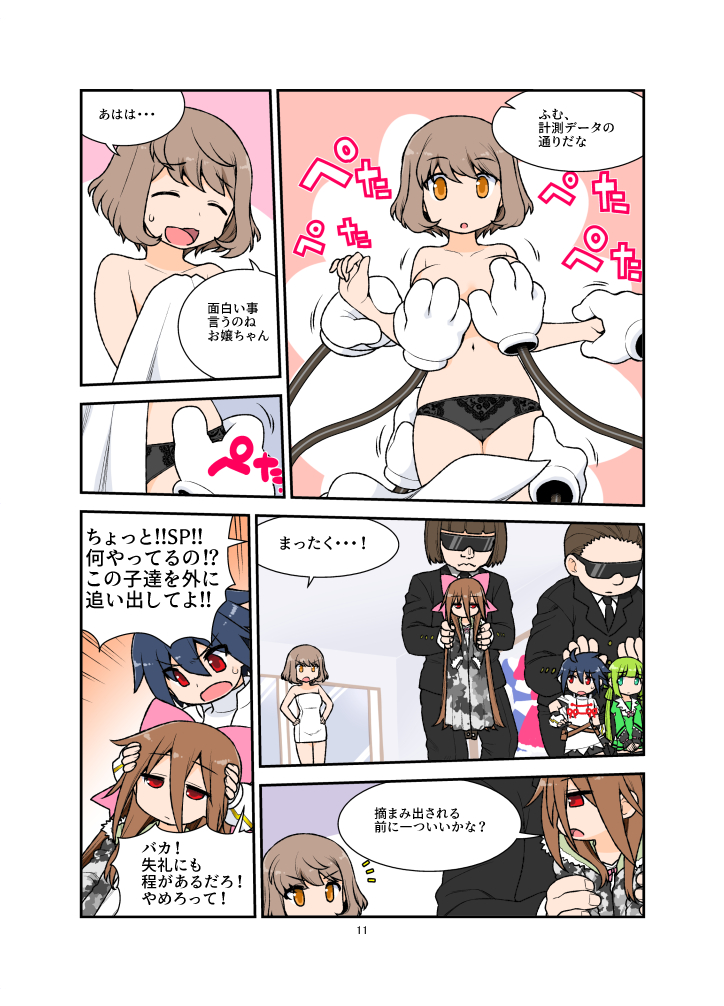 ふむ、
計測データの
通りだな
ぺた
ぺた
ぺた
ぺた
あはは・・・
面白い事
言うのね
お嬢ちゃん
ぺた
まったく・・・！
ちょっと!!SP!!
何やってるの!?
この子達を外に
追い出してよ!!
バカ！
失礼にも
程があるだろ！
やめろって！
摘まみ出される
前に一ついいかな？
11